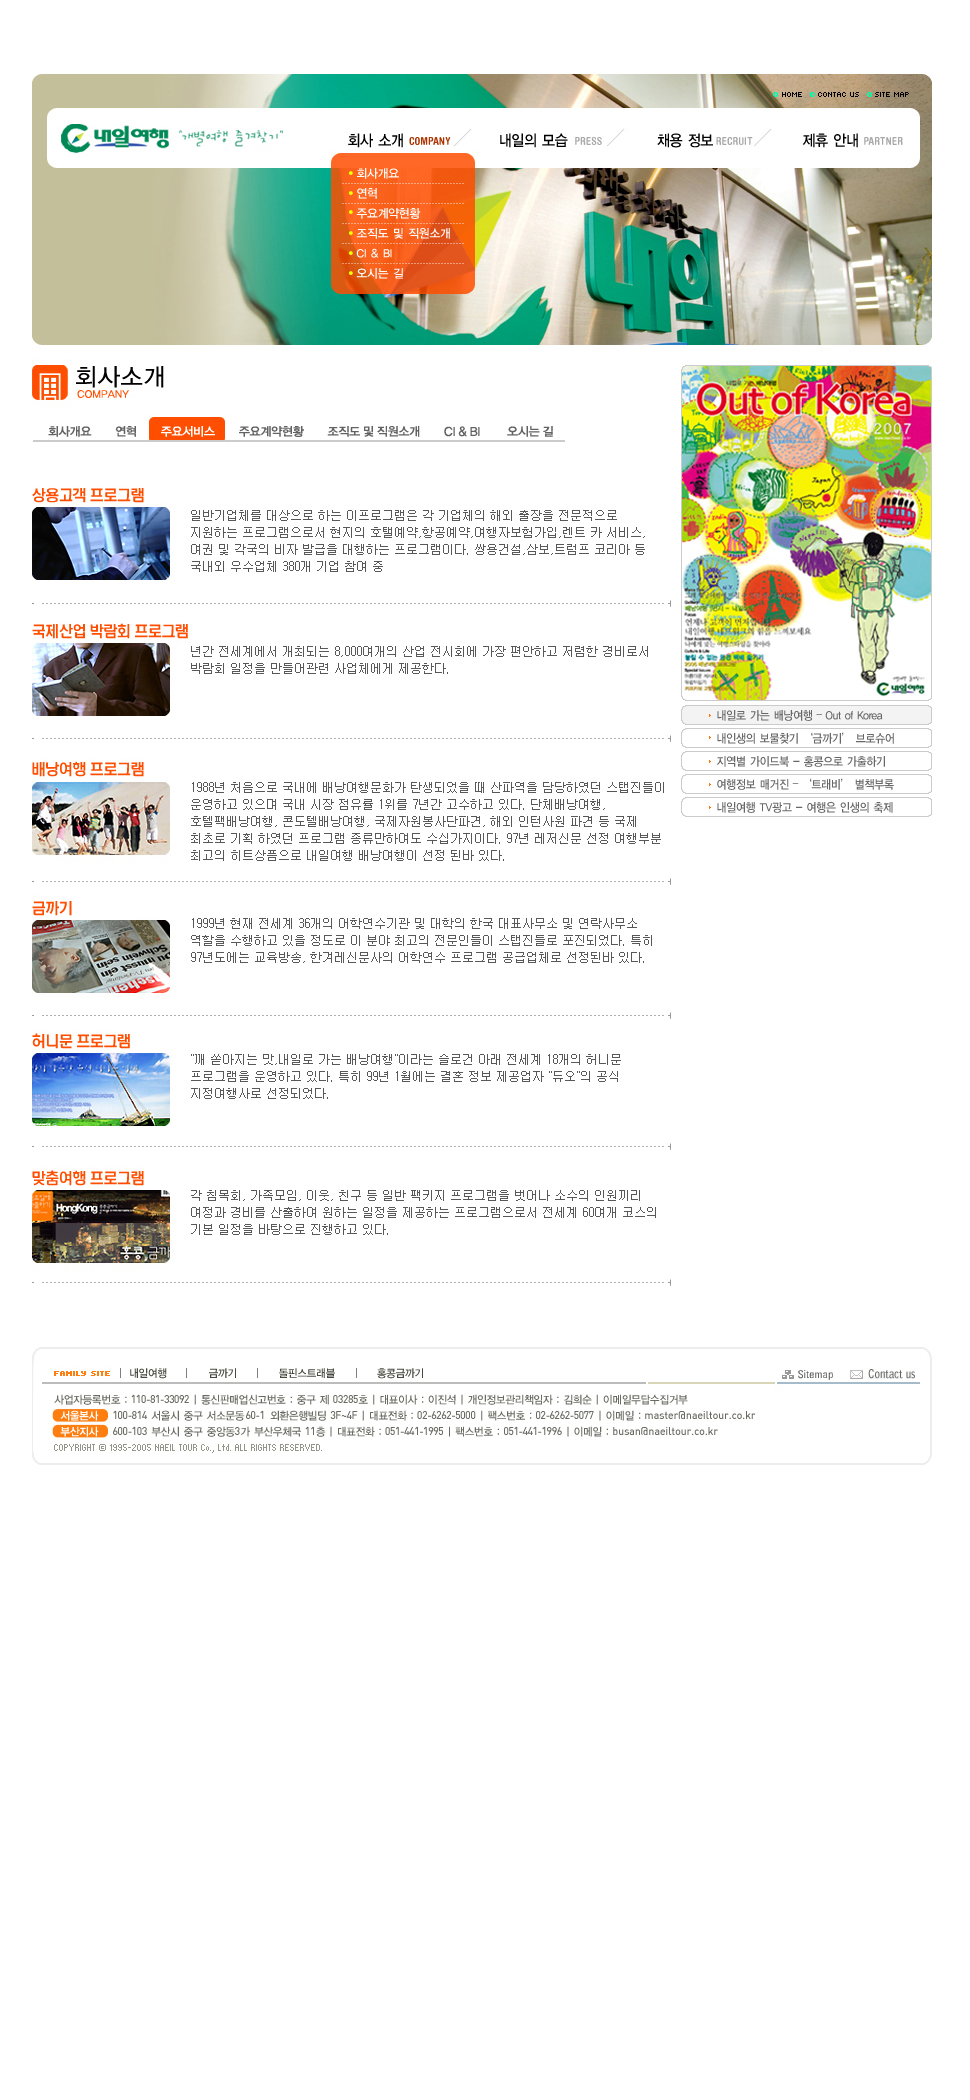 HOME CONTAC US SITE MAP
내일여행 "개별여행 즐겨찾기"
회사 소개 COMPANY 내일의 모습 PRESS 채용 정보 RECRUIT 제휴 안내 PARTNER
회사개요
연혁
주요계약현황
조직도 및 직원소개
CI & BI
오시는 길
내일
회사소개
COMPANY
회사개요 연혁 주요서비스 주요계약현황 조직도 및 직원소개 CI & BI 오시는 길
상용고객 프로그램
일반기업체를 대상으로 하는 이프로그램은 각 기업체의 해외 출장을 전문적으로
지원하는 프로그램으로서 현지의 호텔예약,항공예약,여행자보험가입,렌트 카 서비스,
여권 및 각국의 비자 발급을 대행하는 프로그램이다. 쌍용건설,삼보,트럼프 코리아 등
국내외 우수업체 380개 기업 참여 중
국제산업 박람회 프로그램
년간 전세계에서 개최되는 8,000여개의 산업 전시회에 가장 편안하고 저렴한 경비로서
박람회 일정을 만들어관련 사업체에게 제공한다.
배낭여행 프로그램
1988년 처음으로 국내에 배낭여행문화가 탄생되었을 때 산파역을 담당하였던 스탭진들이
운영하고 있으며 국내 시장 점유률 1위를 7년간 고수하고 있다. 단체배낭여행,
호텔팩배낭여행, 콘도텔배낭여행, 국제자원봉사단파견, 해외 인턴사원 파견 등 국제
최초로 기획 하였던 프로그램 종류만하여도 수십가지이다. 97년 레저신문 선정 여행부분
최고의 히트상품으로 내일여행 배낭여행이 선정 된바 있다.
금까기
1999년 현재 전세계 36개의 어학연수기관 및 대학의 한국 대표사무소 및 연락사무소
역할을 수행하고 있을 정도로 이 분야 최고의 전문인들이 스탭진들로 포진되었다. 특히
97년도에는 교육방송, 한겨레신문사의 어학연수 프로그램 공급업체로 선정된바 있다.
허니문 프로그램
"깨 쏟아지는 맛,내일로 가는 배낭여행"이라는 슬로건 아래 전세계 18개의 허니문
프로그램을 운영하고 있다. 특히 99년 1월에는 결혼 정보 제공업자 "듀오"의 공식
지정여행사로 선정되었다.
맞춤여행 프로그램
HongKong
홍콩 금까
각 침목회, 가족모임, 이웃, 친구 등 일반 팩키지 프로그램을 벗어나 소수의 인원끼리
여정과 경비를 산출하여 원하는 일정을 제공하는 프로그램으로서 전세계 60여개 코스의
기본 일정을 바탕으로 진행하고 있다.
내일로 가는 배낭여행
Out of Korea
2007
내일여행
내일로 가는 배낭여행 - Out of Korea
내인생의 보물찾기 '금까기' 브로슈어
지역별 가이드북 - 홍콩으로 가출하기
여행정보 매거진 - '트래비' 별책부록
내일여행 TV광고 - 여행은 인생의 축제
FAMILY SITE | 내일여행 | 금까기 | 돌핀스트래블 | 홍콩금까기 Sitemap Contact us
사업자등록번호 : 110-81-33092 | 통신판매업신고번호 : 중구 제 03285호 | 대표이사 : 이진석 | 개인정보관리책임자 : 김희순 | 이메일무답수집거부
서울본사 100-814 서울시 중구 서소문동 60-1 외환은행빌딩 3F~4F | 대표전화 : 02-6262-5000 | 팩스번호 : 02-6262-5077 | 이메일 : master@naeiltour.co.kr
부산지사 600-103 부산시 중구 중앙동3가 부산우체국 11층 | 대표전화 : 051-441-1995 | 팩스번호 : 051-441-1996 | 이메일 : busan@naeiltour.co.kr
COPYRIGHT @ 1995-2005 NAEIL TOUR Co., Ltd. ALL RIGHTS RESERVED.